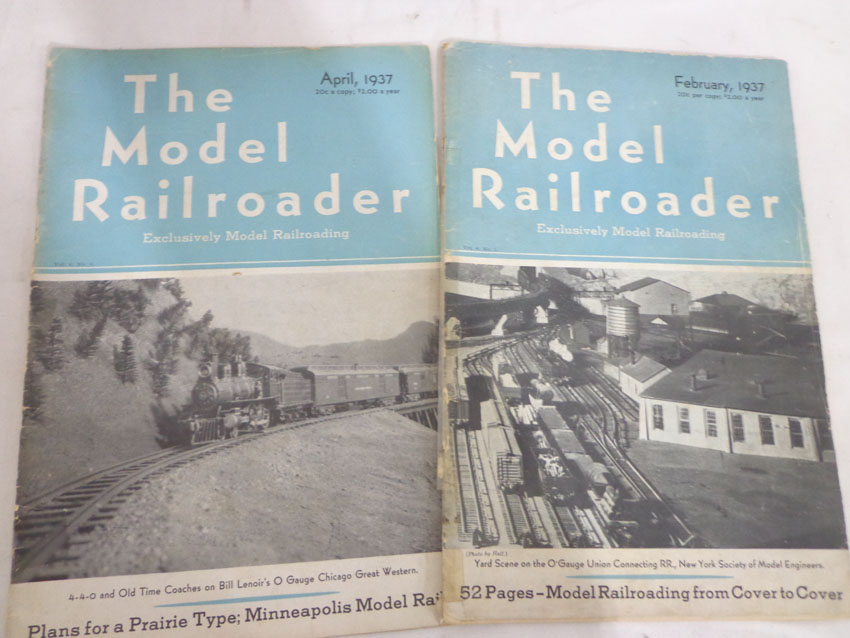 The
Model
Railroader
April, 1937
20c a copy; $2.00 a year
Exclusively Model Railroading
4-4-0 and Old Time Coaches on Bill Lenoir's O Gauge Chicago Great Western.
Plans for a Prairie Type; Minneapolis Model Rai
The
Model
Railroader
February, 1937
20c per copy; $2.00 a year
Exclusively Model Railroading
(Photo by Hall.)
Yard Scene on the O Gauge Union Connecting RR., New York Society of Model Engineers.
52 Pages–Model Railroading from Cover to Cover